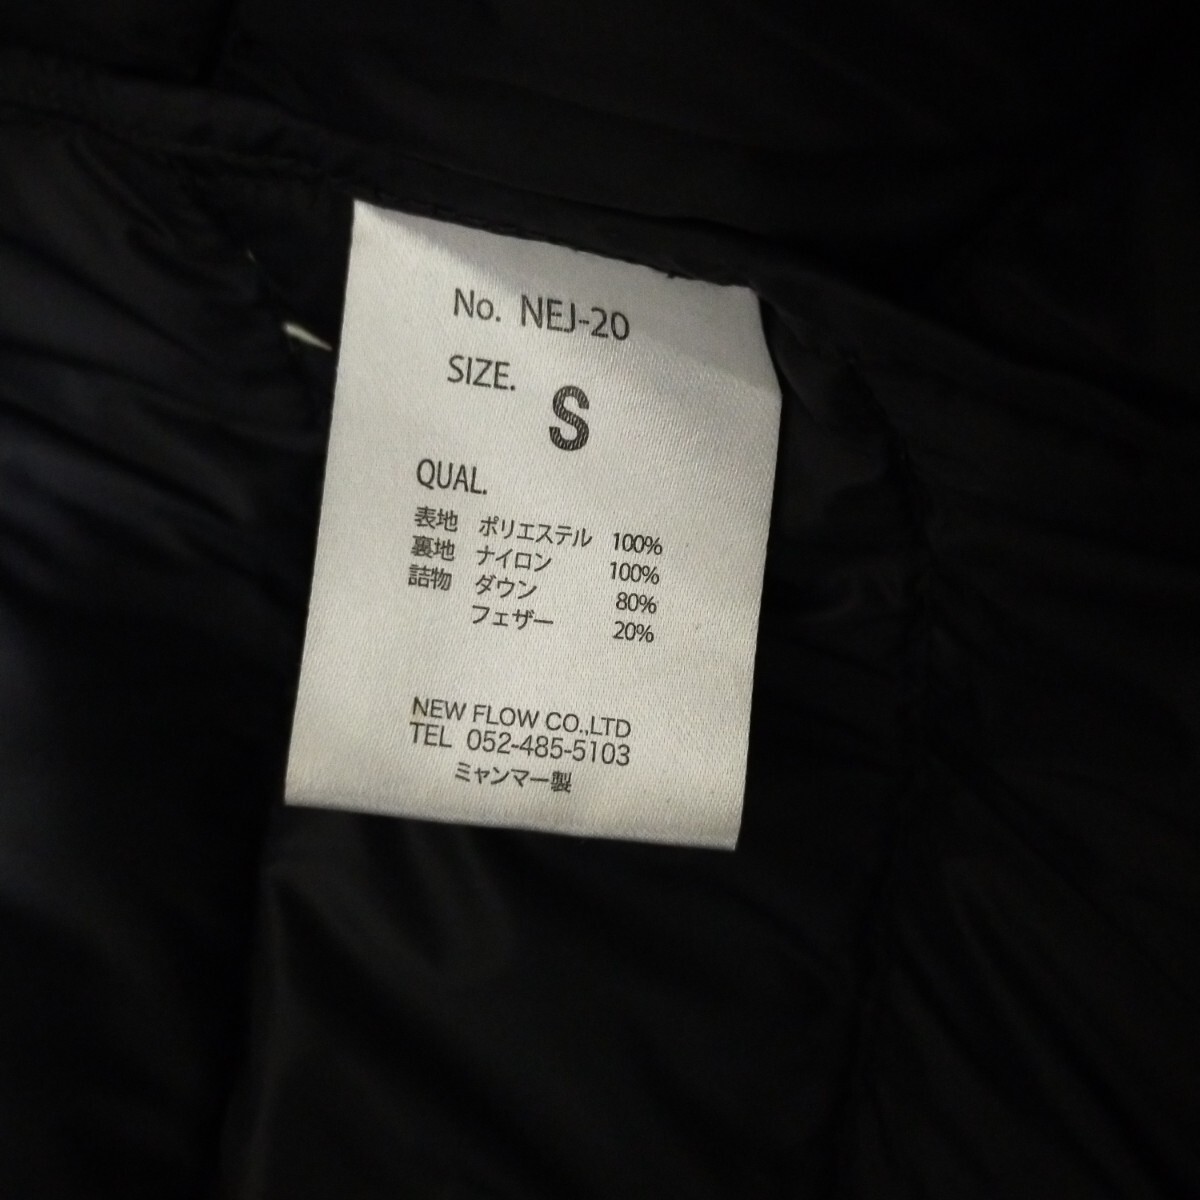 No. NEJ-20
SIZE. S
QUAL.
表地 ポリエステル 100%
裏地 ナイロン 100%
詰物 ダウン 80%
フェザー 20%
NEW FLOW CO.,LTD
TEL 052-485-5103
ミャンマー製